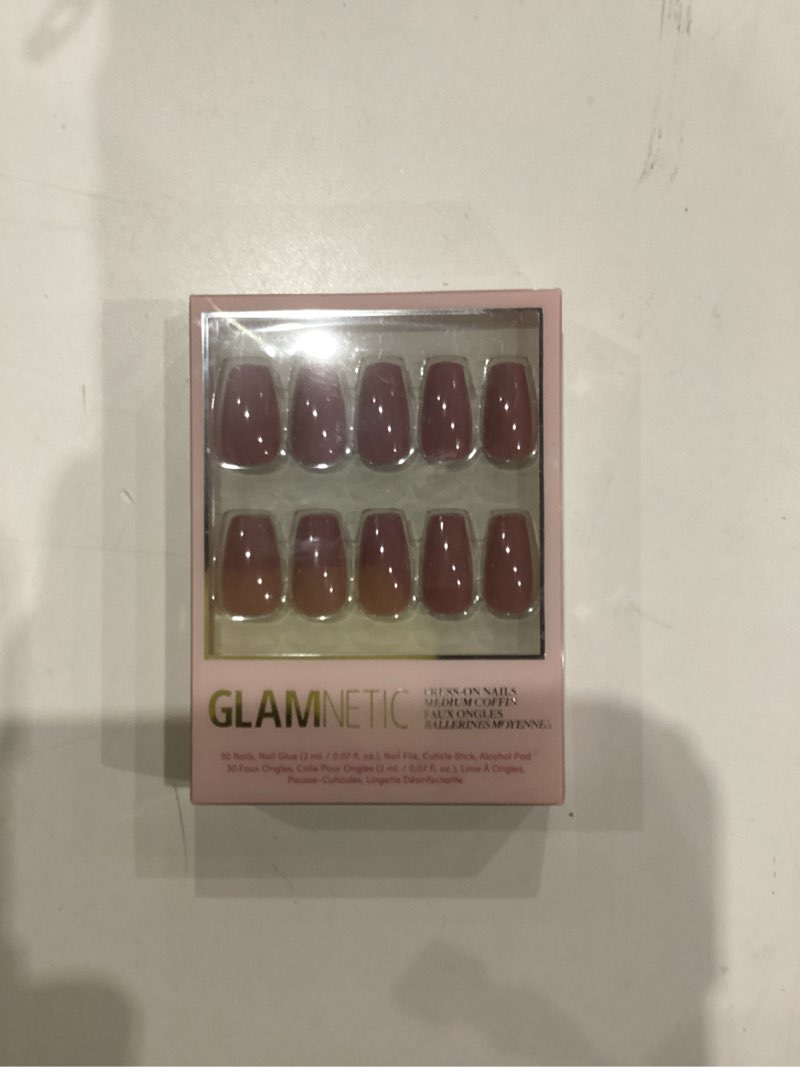 GLAMNETIC
PRESS-ON NAILS
MEDIUM COFFIN
FAUX ONGLES
BALLERINES MOYENNES
30 Nails, Nail Glue (2 mL / 0.07 fl. oz.), Nail File, Cuticle Stick, Alcohol Pad
30 Faux Ongles, Colle Pour Ongles (2 mL / 0.07 fl. oz.), Lime À Ongles,
Pousse-Cuticules, Lingette Désinfectante